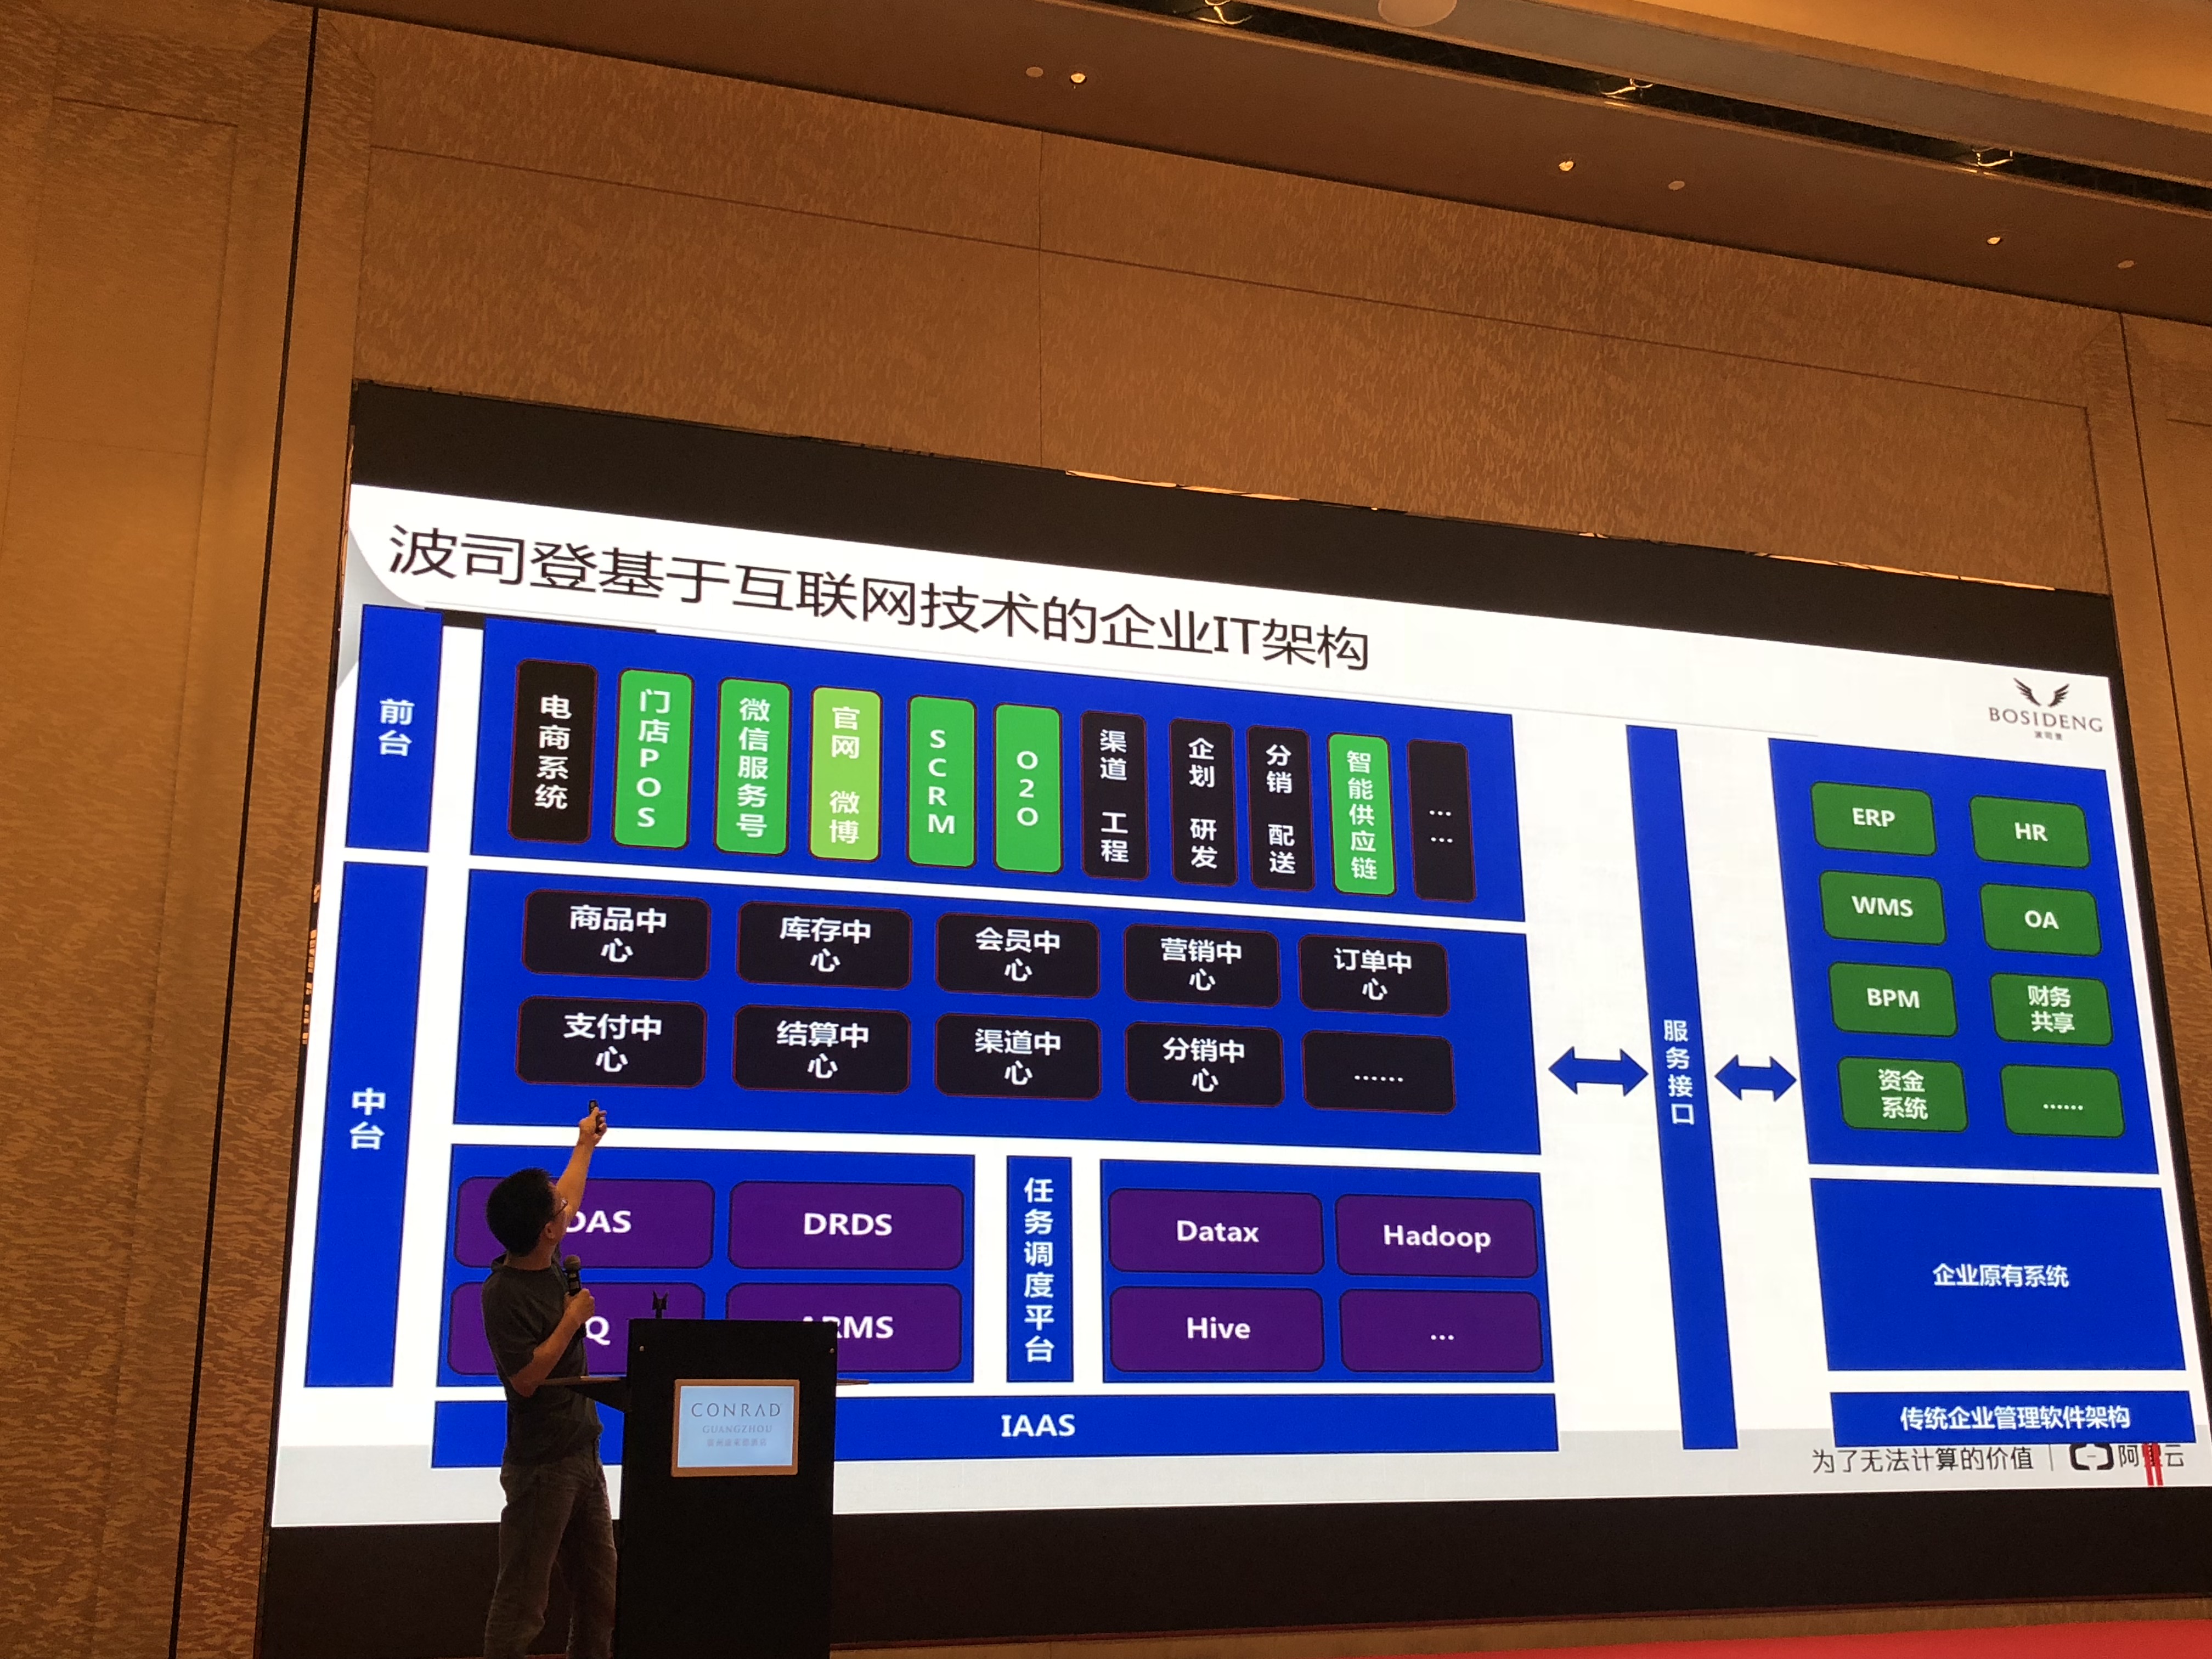 波司登基于互联网技术的企业IT架构
BOSIDENG
波司登
前台
电商系统
门店POS
微信服务号
官网 微博
SCRM
O2O
渠道 工程
企划 研发
分销 配送
智能供应链
……
中台
商品中
心
库存中
心
会员中
心
营销中
心
订单中
心
支付中
心
结算中
心
渠道中
心
分销中
心
......
DAS
DRDS
Q
ARMS
任务调度平台
Datax
Hadoop
Hive
...
IAAS
服务接口
ERP
HR
WMS
OA
BPM
财务
共享
资金
系统
......
企业原有系统
传统企业管理软件架构
为了无法计算的价值 | 阿里云
CONRAD
GUANGZHOU